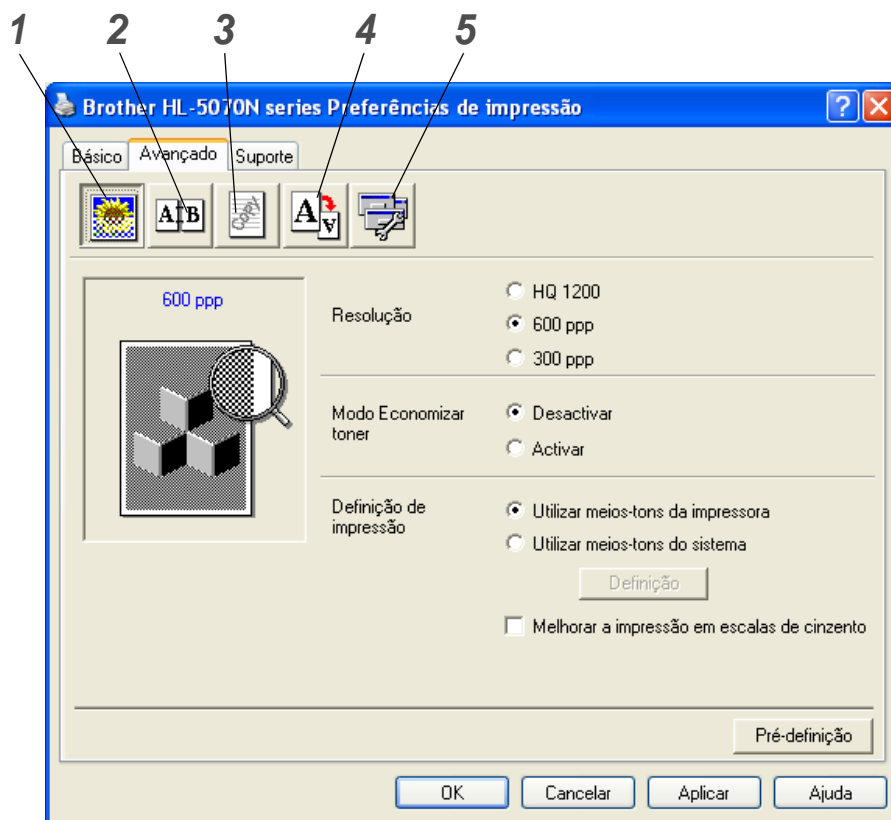 1 2 3 4 5
Brother HL-5070N series Preferências de impressão
Básico Avançado Suporte
A B COPY A A
600 ppp
Resolução
HQ 1200
600 ppp
300 ppp
Modo Economizar
toner
Desactivar
Activar
Definição de
impressão
Utilizar meios-tons da impressora
Utilizar meios-tons do sistema
Definição
Melhorar a impressão em escalas de cinzento
Pré-definição
OK Cancelar Aplicar Ajuda